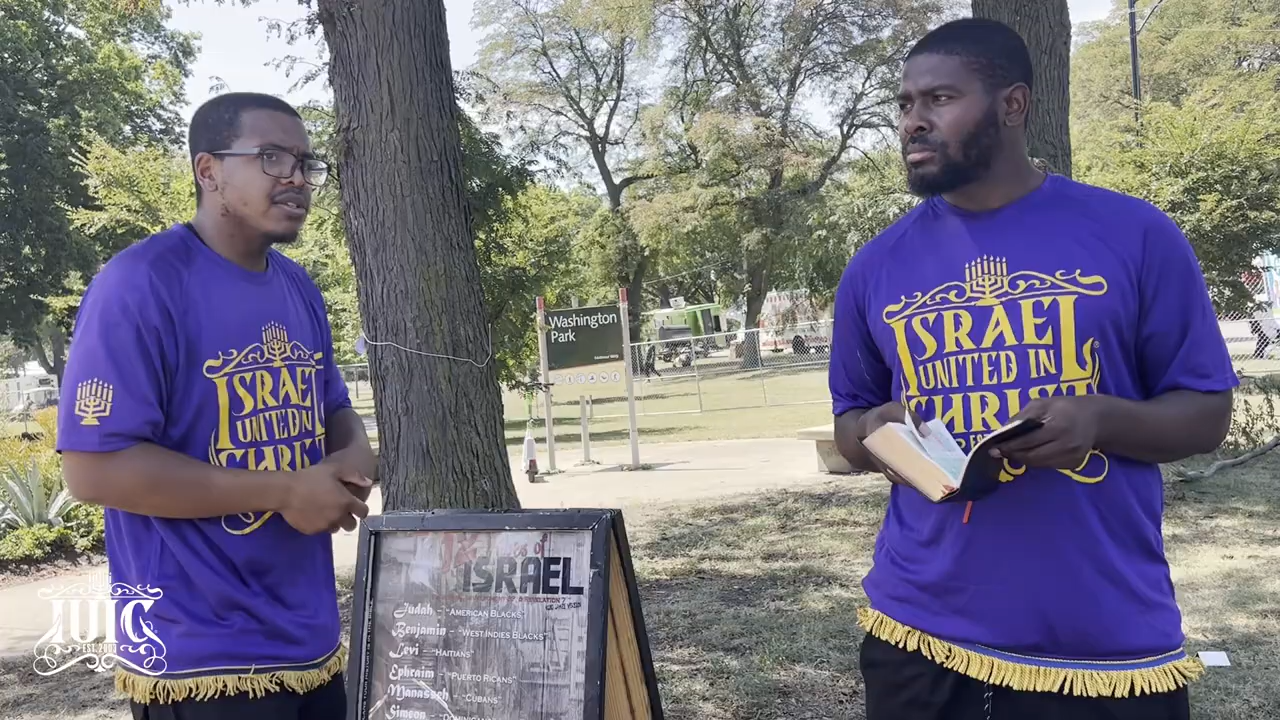 Washington
Park
ISRAEL
UNITED IN
CHRIST
ISRAEL
UNITED IN
CHRIST
of
ISRAEL
Judah - "AMERICAN BLACKS"
Benjamin - "WEST INDIES BLACKS"
Levi - "HAITIANS"
Ephraim - "PUERTO RICANS"
Manasseh - "CUBANS"
Simeon -
IUIC
EST. 2003